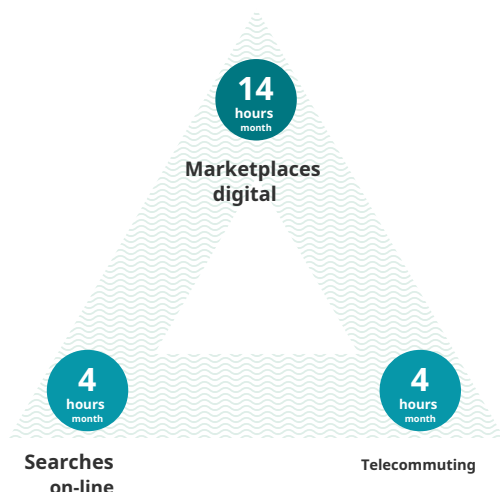 14
hours
month
Marketplaces
digital
4
hours
month
4
hours
month
Searches
on-line
Telecommuting